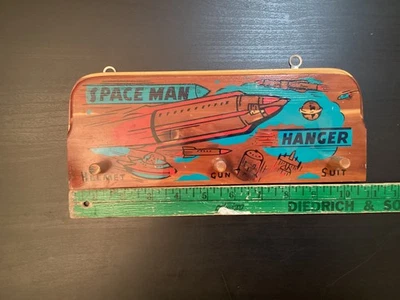 SPACE MAN
HANGER
HELMET GUN SUIT
DIEDRICH & SO